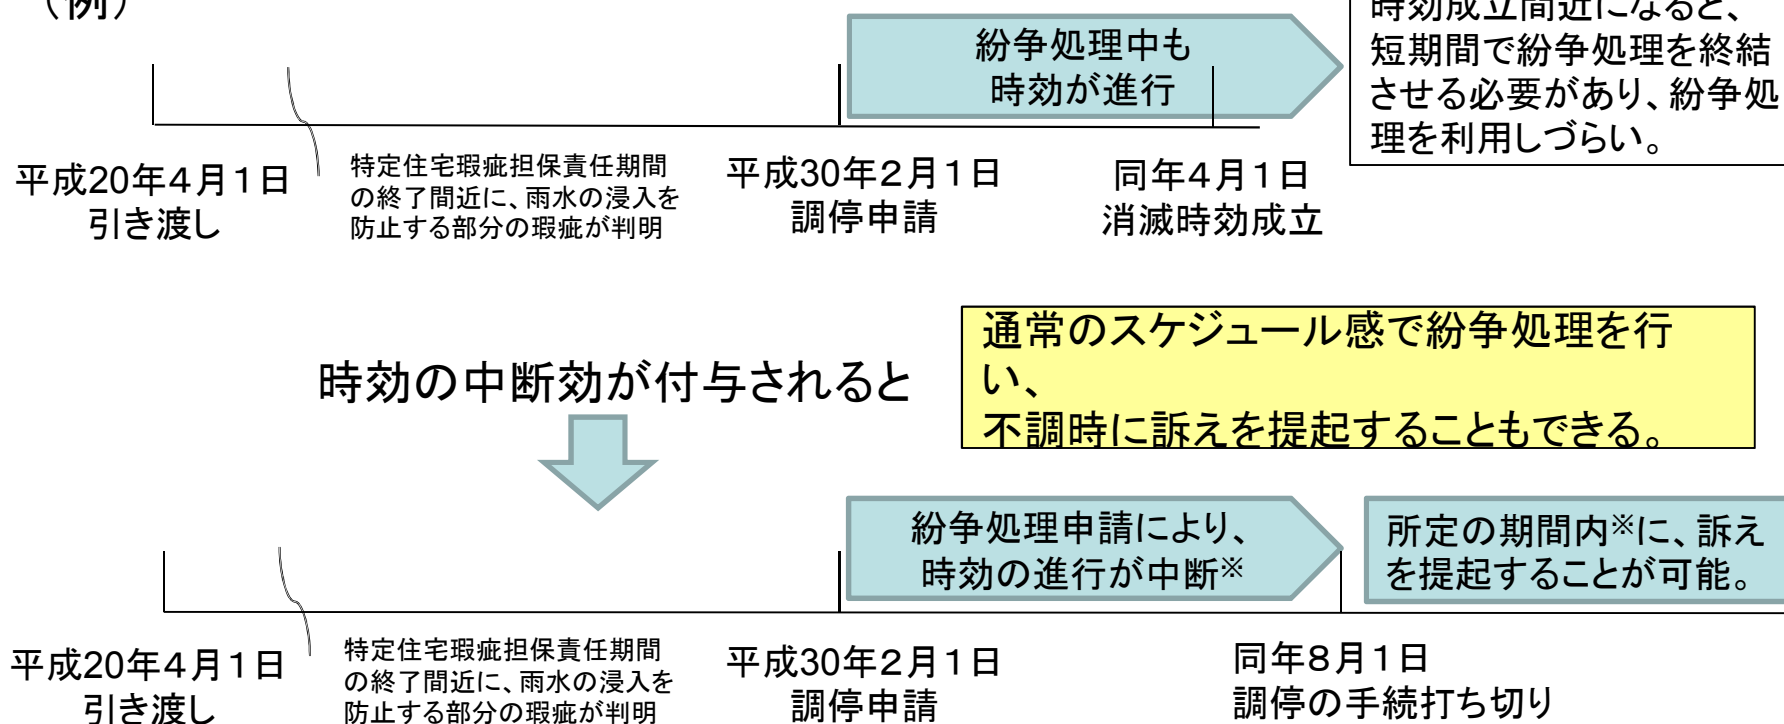 （例）
時効成立間近になると、
短期間で紛争処理を終結
させる必要があり、紛争処
理を利用しづらい。
紛争処理中も
時効が進行
平成20年４月１日
引き渡し
特定住宅瑕疵担保責任期間
の終了間近に、雨水の浸入を
防止する部分の瑕疵が判明
平成30年２月１日
調停申請
同年４月１日
消滅時効成立
時効の中断効が付与されると
通常のスケジュール感で紛争処理を行
い、
不調時に訴えを提起することもできる。
紛争処理申請により、
時効の進行が中断※
所定の期間内※に、訴え
を提起することが可能。
平成20年４月１日
引き渡し
特定住宅瑕疵担保責任期間
の終了間近に、雨水の浸入を
防止する部分の瑕疵が判明
平成30年２月１日
調停申請
同年８月１日
調停の手続打ち切り